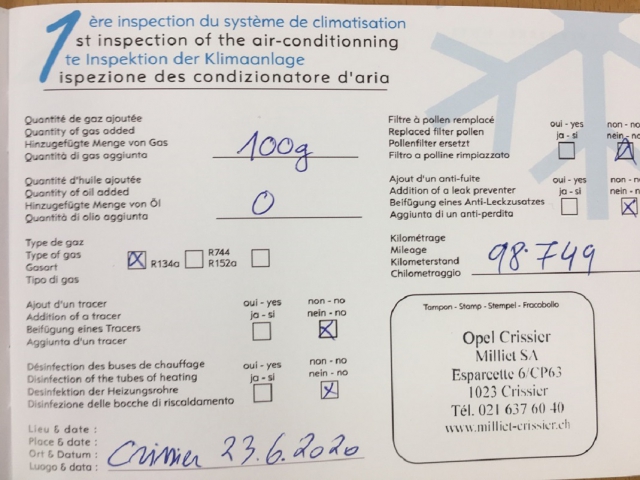 1 ère inspection du système de climatisation
st inspection of the air-conditionning
te Inspektion der Klimaanlage
ispezione des condizionatore d'aria
Quantité de gaz ajoutée
Quantity of gas added
Hinzugefügte Menge von Gas
Quantità di gas aggiunta
100g
Quantité d'huile ajoutée
Quantity of oil added
Hinzugefügte Menge von Öl
Quantità di olio aggiunta
0
Type de gaz
Type of gas
Gasart
Tipo di gas
R134a
R744
R152a
Ajout d'un tracer
Addition of a tracer
Beifügung eines Tracers
Aggiunta d'un tracer
oui - yes non - no
ja - si nein - no
Désinfection des buses de chauffage
Disinfection of the tubes of heating
Desinfektion der Heizungsrohre
Disinfezione delle bocche di riscaldamento
oui - yes non - no
ja - si nein - no
Lieu & date :
Place & date :
Ort & Datum :
Luogo & data :
Crissier 23.6.2020
Filtre à pollen remplacé
Replaced filter pollen
Pollenfilter ersetzt
Filtro a polline rimpiazzato
oui - yes non - no
ja - si nein - no
Ajout d'un anti-fuite
Addition of a leak preventer
Beifügung eines Anti-Leckzusatzes
Aggiunta di un anti-perdita
oui - yes non - no
ja - si nein - n
Kilométrage
Mileage
Kilometerstand
Chilometraggio
98.749
Tampon - Stamp - Stempel - Fracobollo
Opel Crissier
Milliet SA
Esparcette 6/CP63
1023 Crissier
Tél. 021 637 60 40
www.milliet-crissier.ch